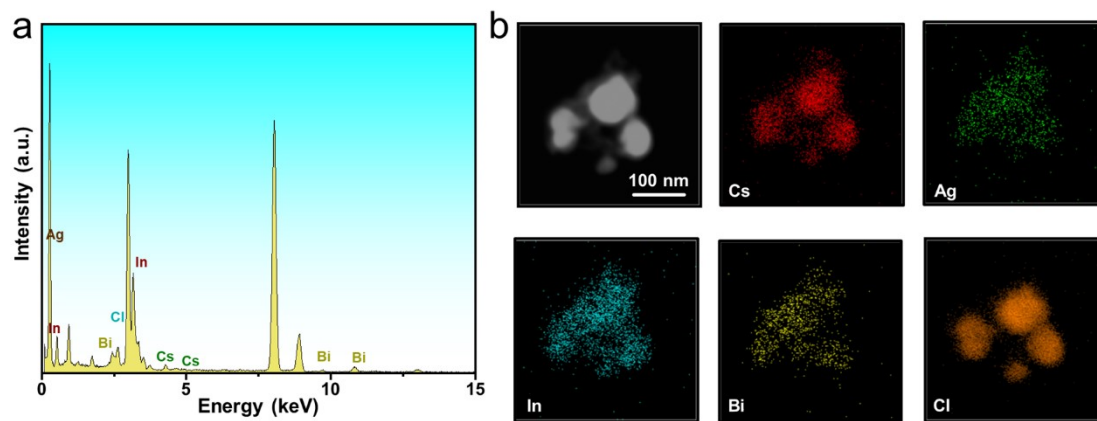 a
Intensity (a.u.)
Ag
In
Bi
Cl
In
Cs
Cs
Bi
Bi
0
5
10
15
Energy (keV)
b
100 nm
Cs
Ag
In
Bi
Cl